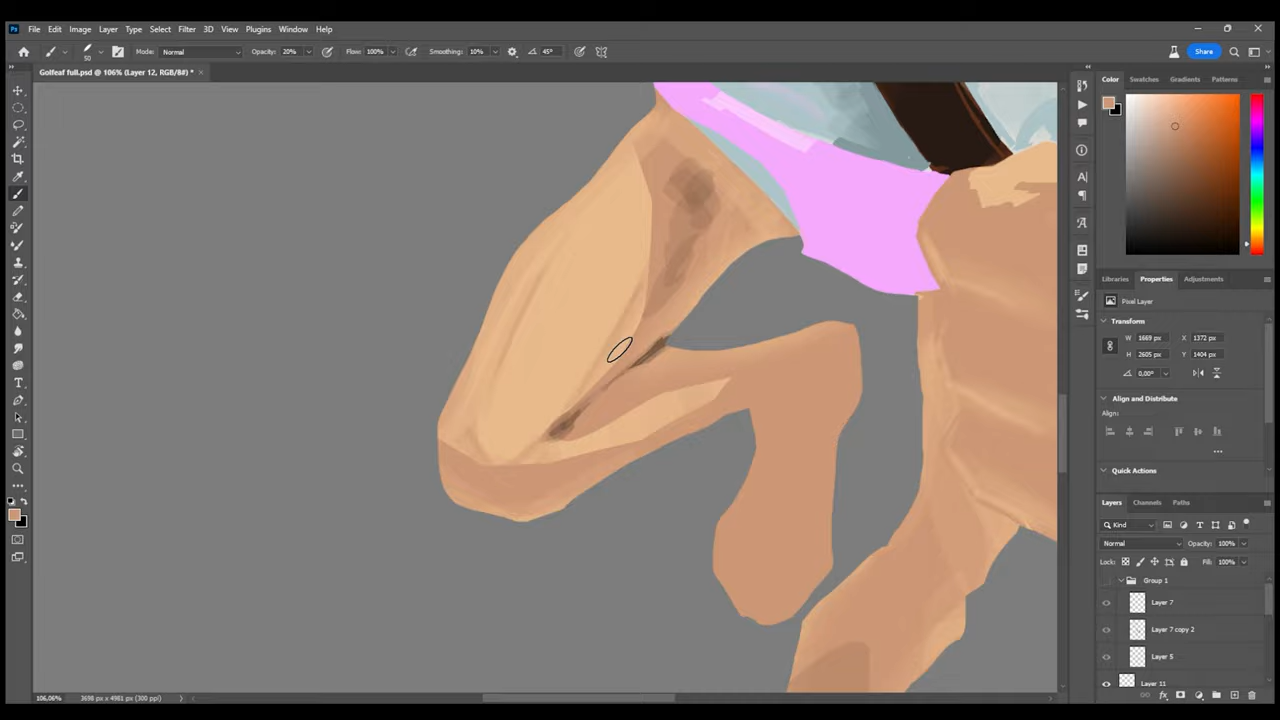 Ps File Edit Image Layer Type Select Filter 3D View Plugins Window Help
50 Mode: Normal Opacity: 20% Flow: 100% Smoothing: 10% 45° Share
Golfeaf full.psd @ 106% (Layer 12, RGB/8#) *
Color Swatches Gradients Patterns
Libraries Properties Adjustments
Pixel Layer
Transform
W 1669 px X 1372 px
H 2605 px Y 1404 px
0,00°
Align and Distribute
Align:
Quick Actions
Layers Channels Paths
Kind
Normal Opacity: 100%
Lock: Fill: 100%
Group 1
Layer 7
Layer 7 copy 2
Layer 5
Layer 11
106,06% 3698 px x 4981 px (300 ppi)